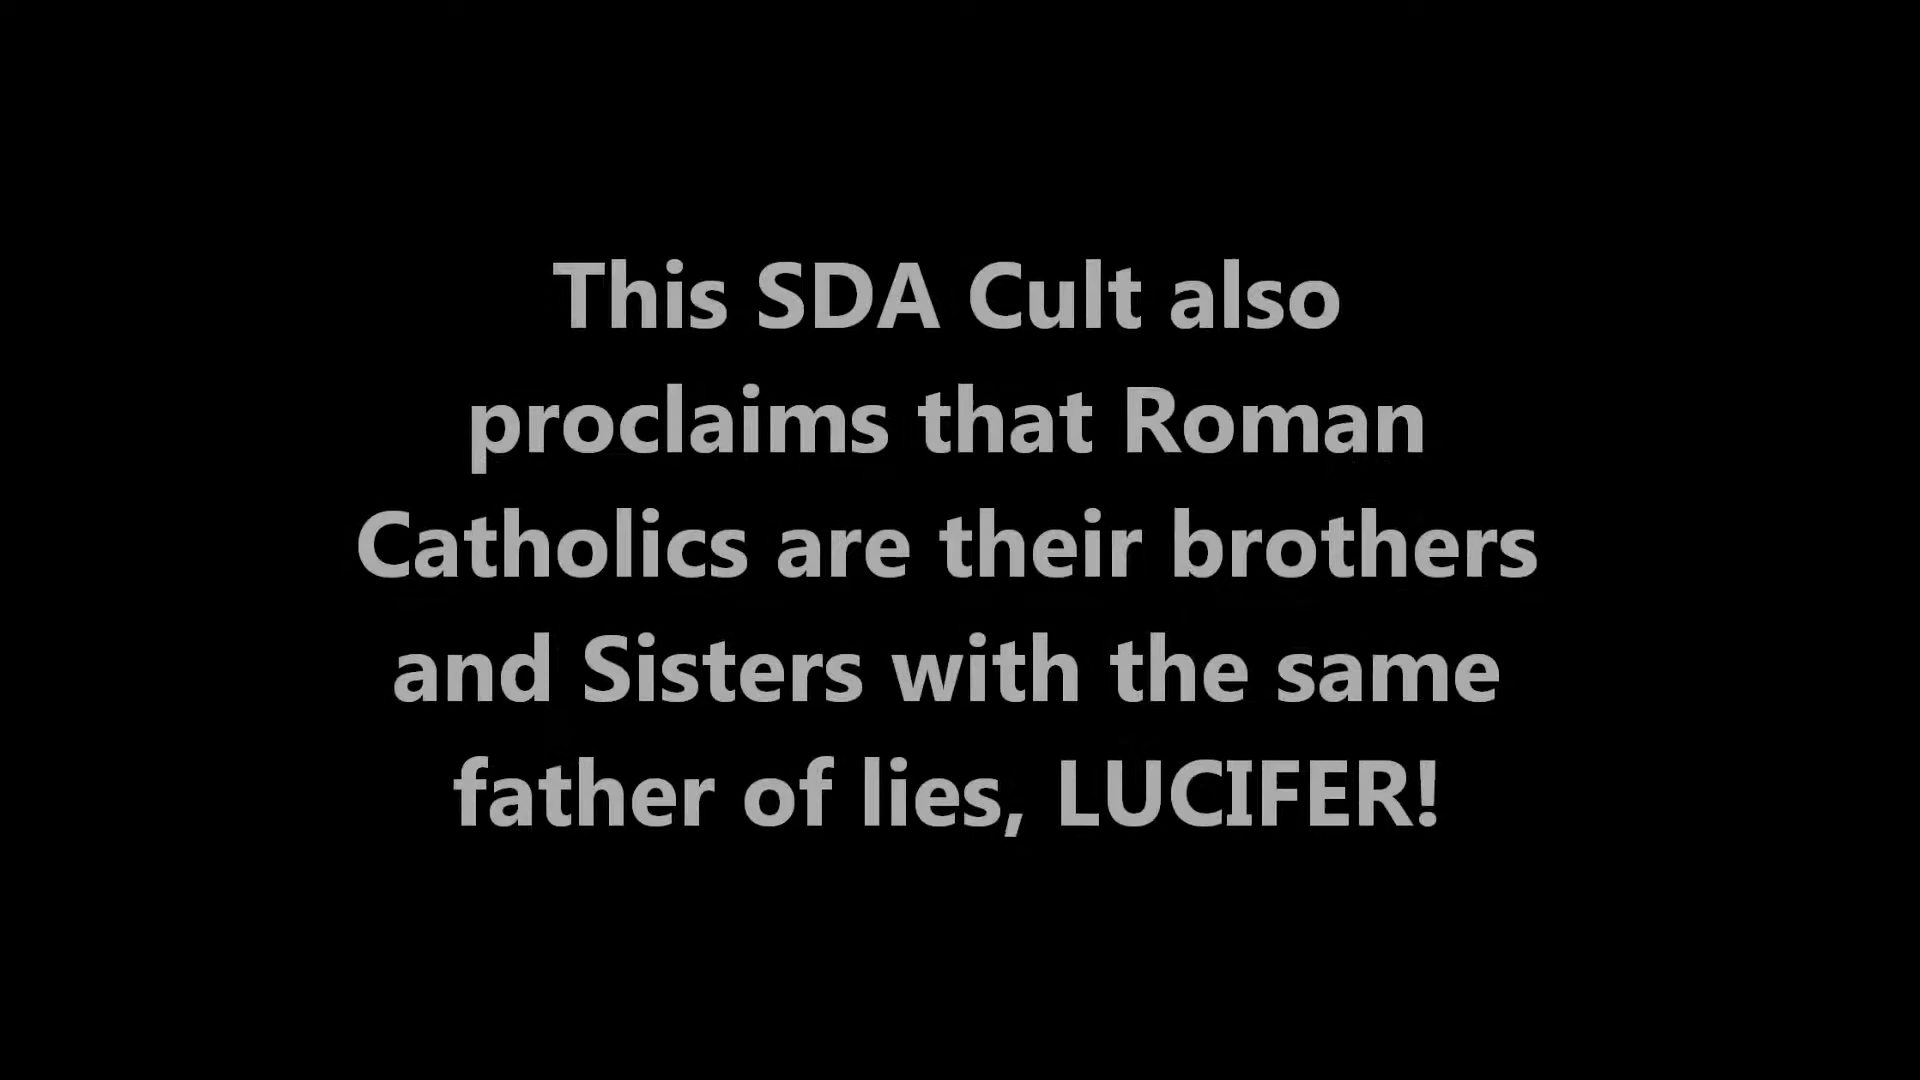 This SDA Cult also
proclaims that Roman
Catholics are their brothers
and Sisters with the same
father of lies, LUCIFER!